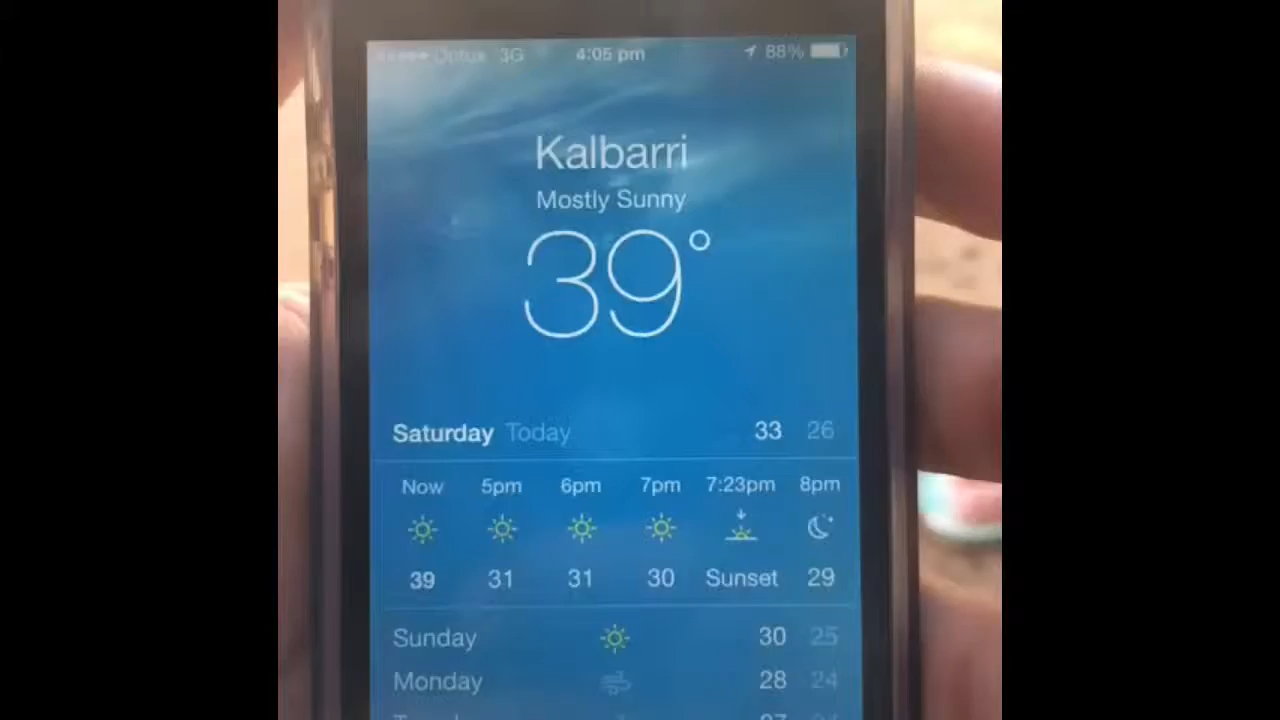 Optus 3G 4:05 pm 88%
Kalbarri
Mostly Sunny
39°
Saturday Today 33 26
Now 5pm 6pm 7pm 7:23pm 8pm
39 31 31 30 Sunset 29
Sunday 30 25
Monday 28 24